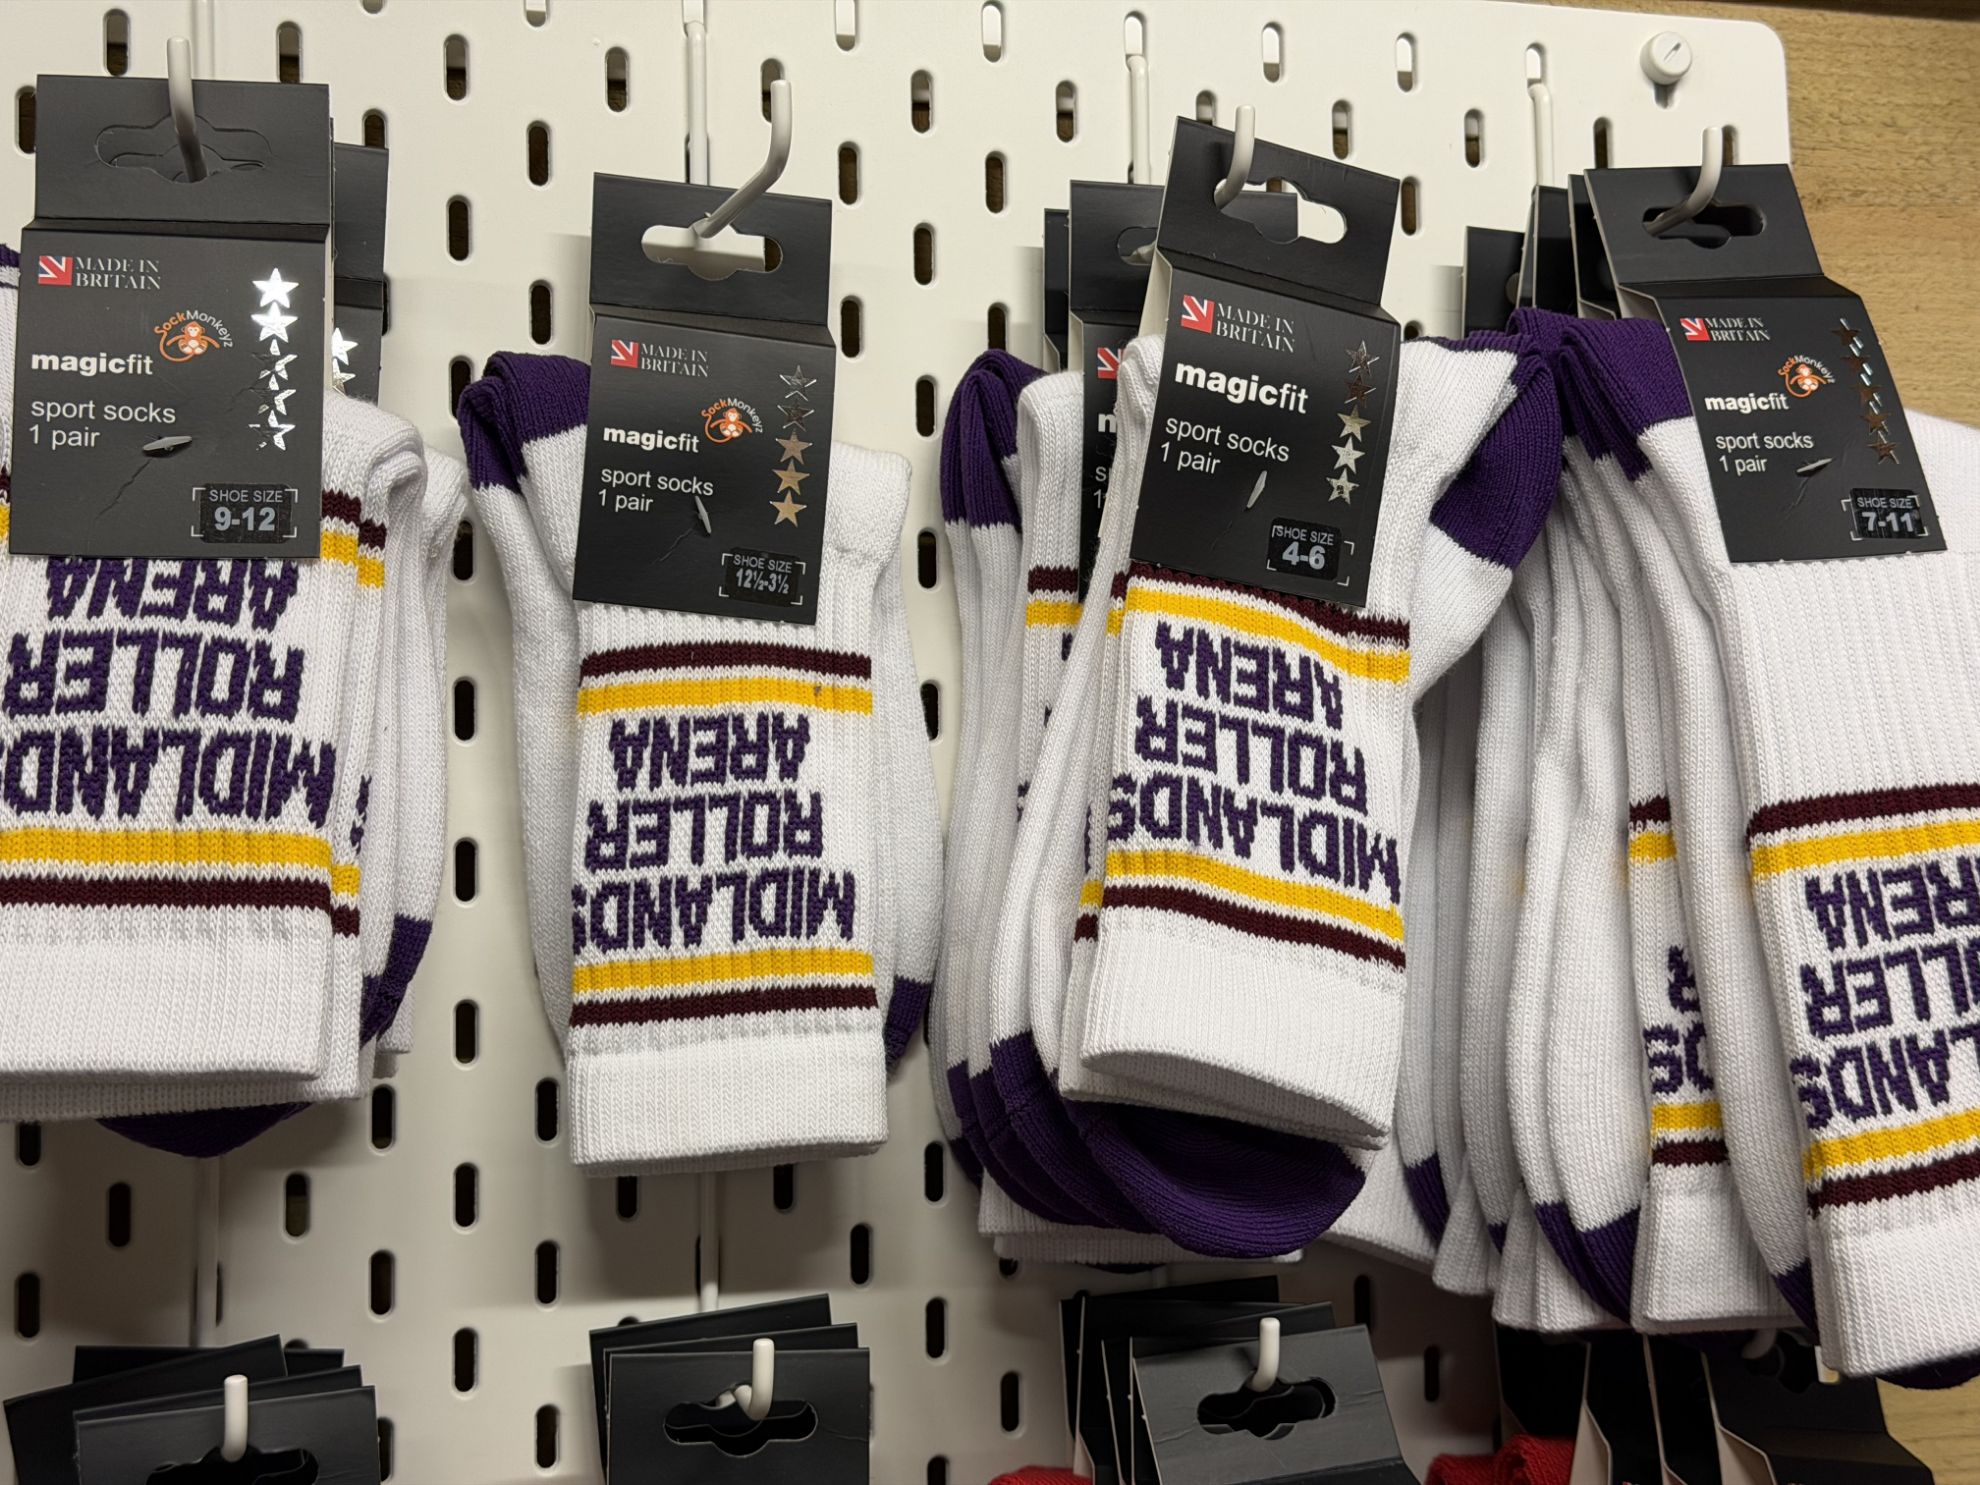 MADE IN
BRITAIN
SockMonkeyz
magicfit
sport socks
1 pair
SHOE SIZE
9-12
MIDLANDS
ROLLER
ARENA
MADE IN
BRITAIN
SockMonkeyz
magicfit
sport socks
1 pair
SHOE SIZE
12½-3½
MIDLANDS
ROLLER
ARENA
MADE IN
BRITAIN
magicfit
sport socks
1 pair
SHOE SIZE
4-6
MIDLANDS
ROLLER
ARENA
MADE IN
BRITAIN
SockMonkeyz
magicfit
sport socks
1 pair
SHOE SIZE
7-11
MIDLANDS
ROLLER
ARENA